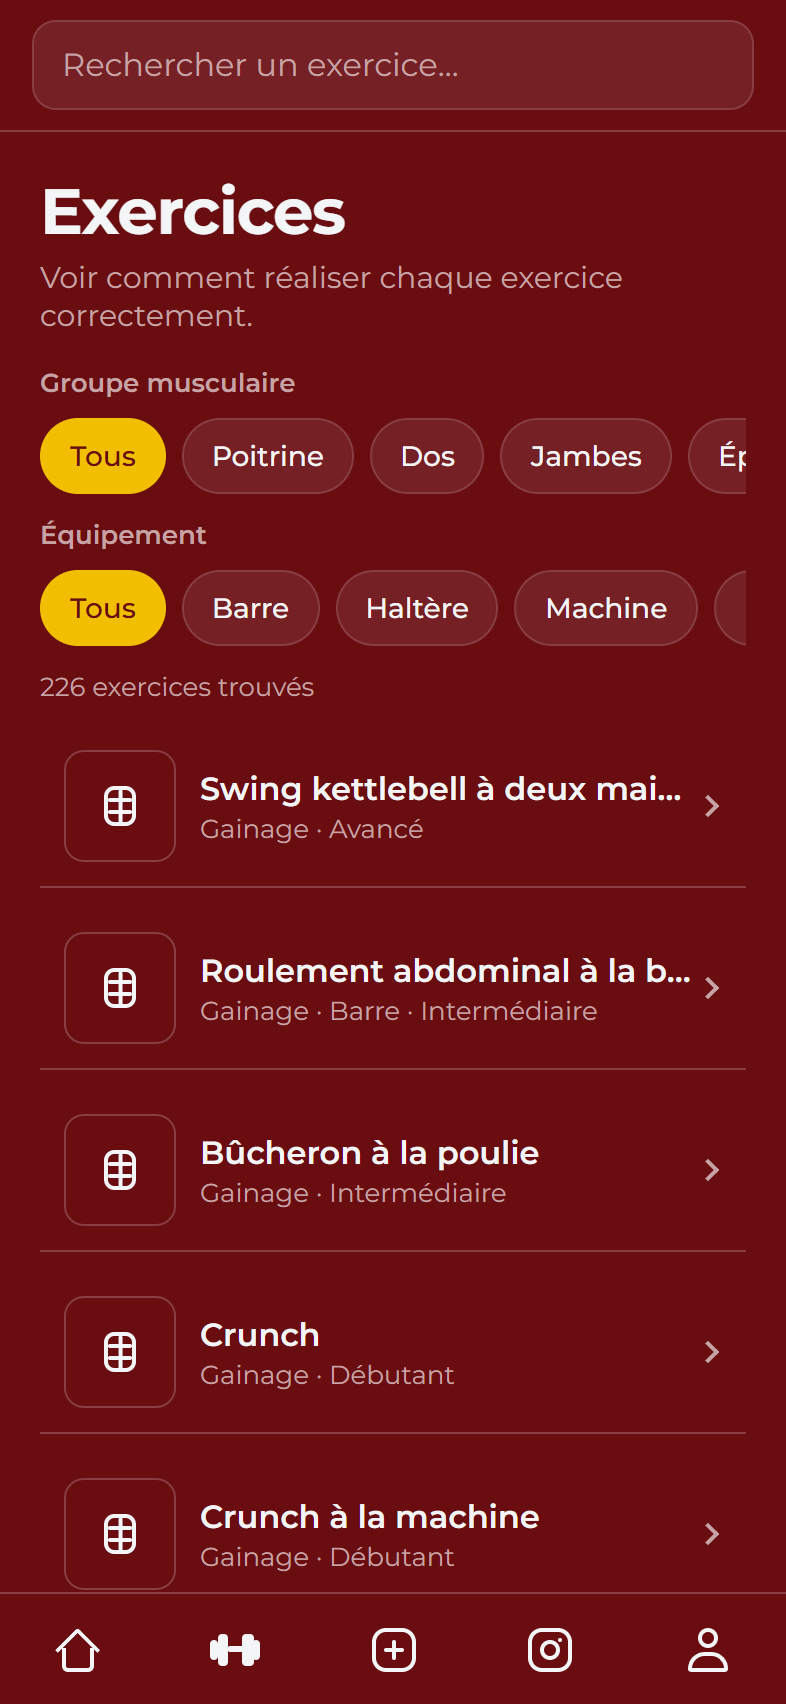 Rechercher un exercice...
Exercices
Voir comment réaliser chaque exercice
correctement.
Groupe musculaire
Tous Poitrine Dos Jambes Ép
Équipement
Tous Barre Haltère Machine
226 exercices trouvés
Swing kettlebell à deux mai...
Gainage · Avancé
Roulement abdominal à la b...
Gainage · Barre · Intermédiaire
Bûcheron à la poulie
Gainage · Intermédiaire
Crunch
Gainage · Débutant
Crunch à la machine
Gainage · Débutant